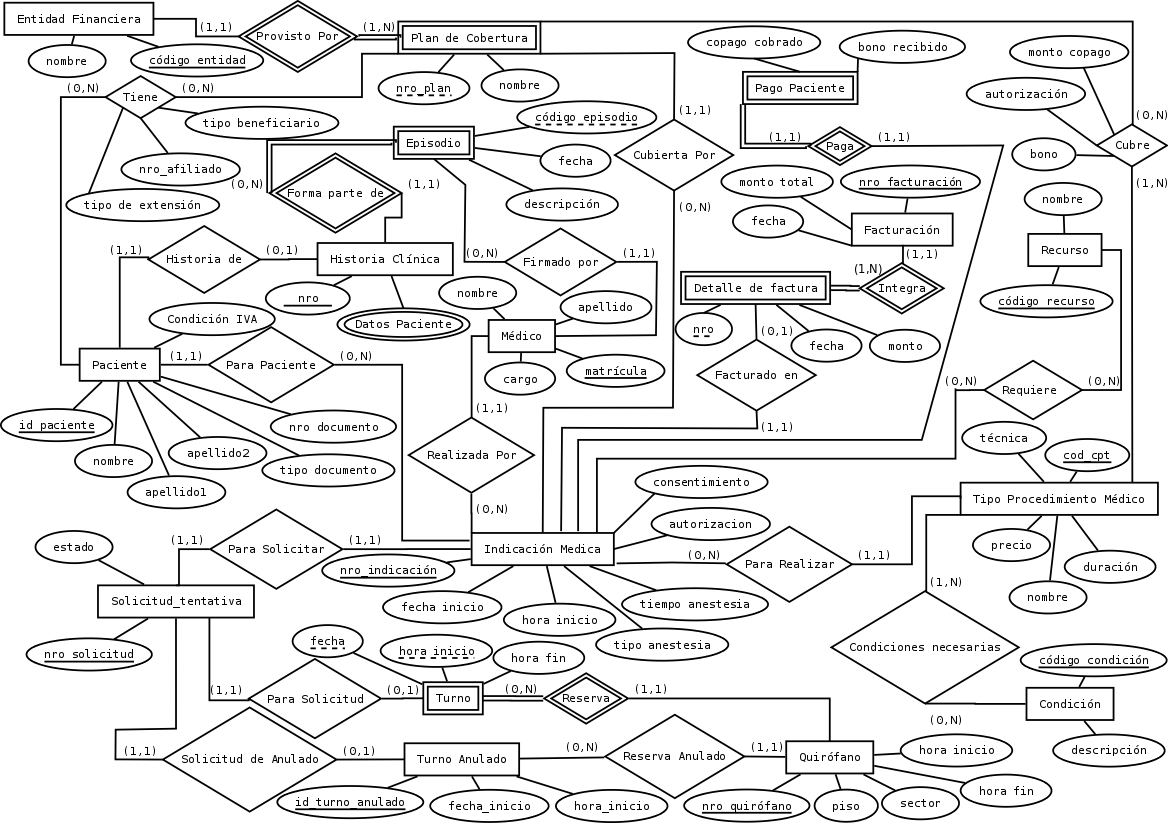 Entidad Financiera
(1,1)
Provisto Por
(1,N)
Plan de Cobertura
copago cobrado
bono recibido
monto copago
nombre
código entidad
nro_plan
nombre
Pago Paciente
autorización
(0,N)
Tiene
(0,N)
tipo beneficiario
código episodio
(1,1)
(0,N)
Episodio
(1,1)
Paga
(1,1)
Cubre
nro_afiliado
fecha
Cubierta Por
bono
(0,N)
Forma parte de
(1,1)
monto total
nro facturación
(1,N)
tipo de extensión
descripción
(0,N)
fecha
Facturación
nombre
(1,1)
Historia de
(0,1)
Historia Clínica
(0,N)
Firmado por
(1,1)
(1,1)
Recurso
(1,N)
nro
nombre
apellido
Detalle de factura
Integra
código recurso
Condición IVA
Datos Paciente
Médico
nro
(0,1)
fecha
monto
Paciente
(1,1)
Para Paciente
(0,N)
cargo
matrícula
Facturado en
(0,N)
Requiere
(0,N)
id paciente
nro documento
(1,1)
(1,1)
nombre
apellido2
tipo documento
Realizada Por
técnica
cod_cpt
apellido1
consentimiento
Tipo Procedimiento Médico
(0,N)
autorizacion
estado
(1,1)
Para Solicitar
(1,1)
Indicación Medica
(0,N)
Para Realizar
(1,1)
precio
duración
nro_indicación
(1,N)
nombre
Solicitud_tentativa
fecha inicio
hora inicio
tiempo anestesia
nro solicitud
fecha
hora inicio
hora fin
tipo anestesia
Condiciones necesarias
código condición
(1,1)
Para Solicitud
(0,1)
Turno
(0,N)
Reserva
(1,1)
Condición
(0,N)
(1,1)
Solicitud de Anulado
(0,1)
Turno Anulado
(0,N)
Reserva Anulado
(1,1)
Quirófano
hora inicio
descripción
id_turno_anulado
fecha_inicio
hora_inicio
nro quirófano
piso
sector
hora fin